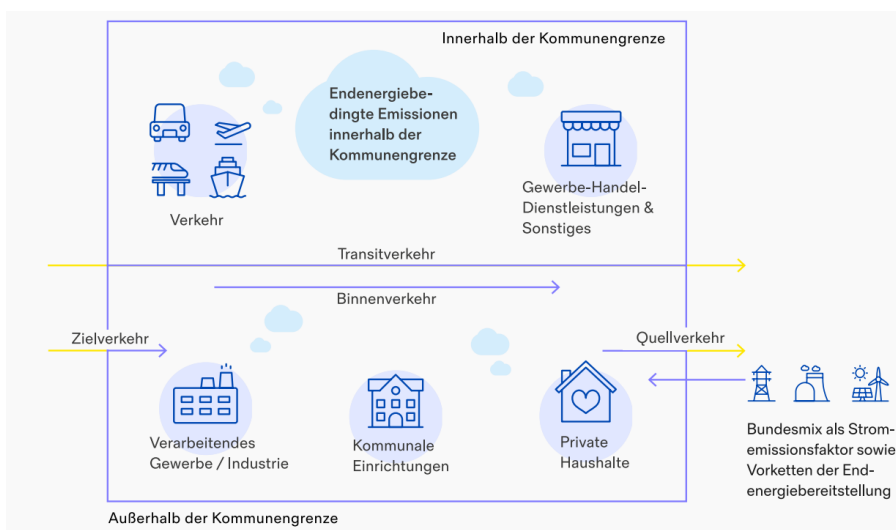 Innerhalb der Kommunengrenze
Endenergiebe-
dingte Emissionen
innerhalb der
Kommunengrenze
Verkehr
Gewerbe-Handel-
Dienstleistungen &
Sonstiges
Transitverkehr
Binnenverkehr
Zielverkehr
Quellverkehr
Verarbeitendes
Gewerbe / Industrie
Kommunale
Einrichtungen
Private
Haushalte
Bundesmix als Strom-
emissionsfaktor sowie
Vorketten der End-
energiebereitstellung
Außerhalb der Kommunengrenze